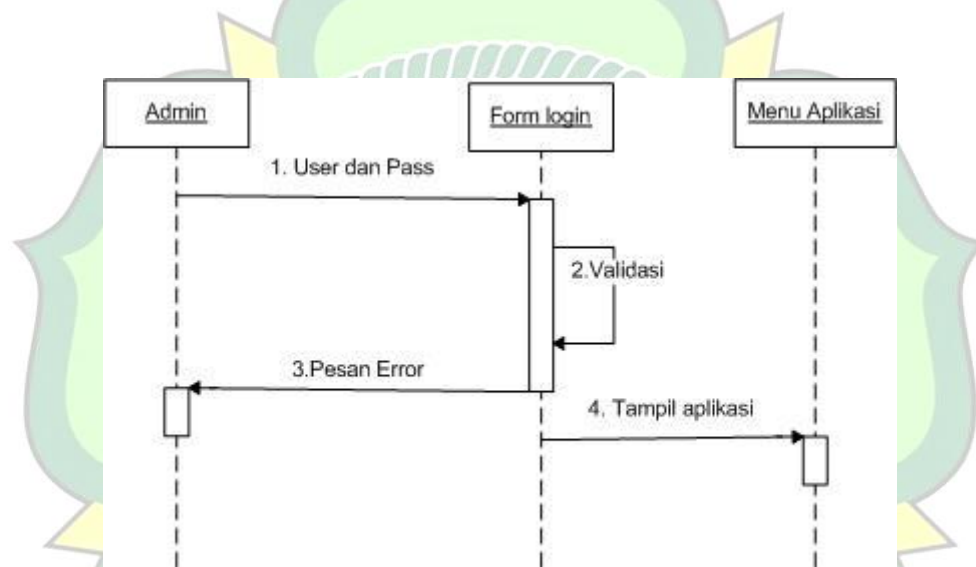 Admin
Form login
Menu Aplikasi
1. User dan Pass
2.Validasi
3.Pesan Error
4. Tampil aplikasi